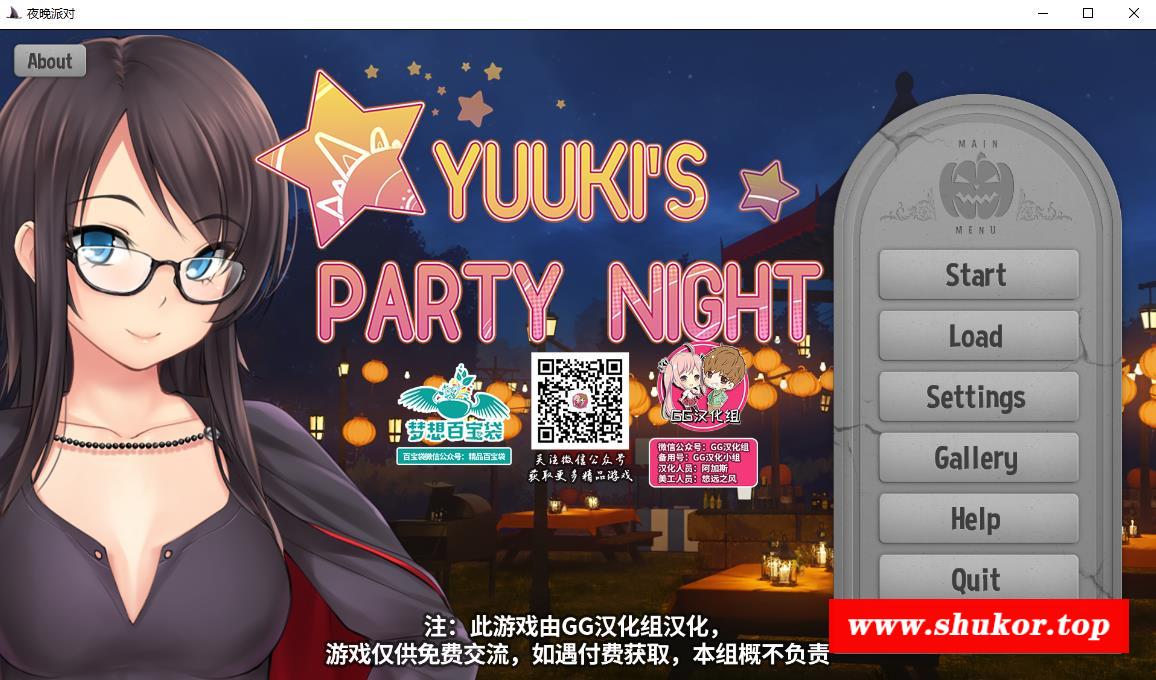 夜晚派对
About
YUUKI'S
PARTY NIGHT
MAIN
MENU
Start
Load
Settings
Gallery
Help
Quit
梦想百宝袋
百宝袋微信公众号：精品百宝袋
关注微信公众号
获取更多精品游戏
GG汉化组
微信公众号：GG汉化组
备用号：GG汉化小组
汉化人员：阿加斯
美工人员：悠远之风
注：此游戏由GG汉化组汉化，
游戏仅供免费交流，如遇付费获取，本组概不负责
www.shukor.top